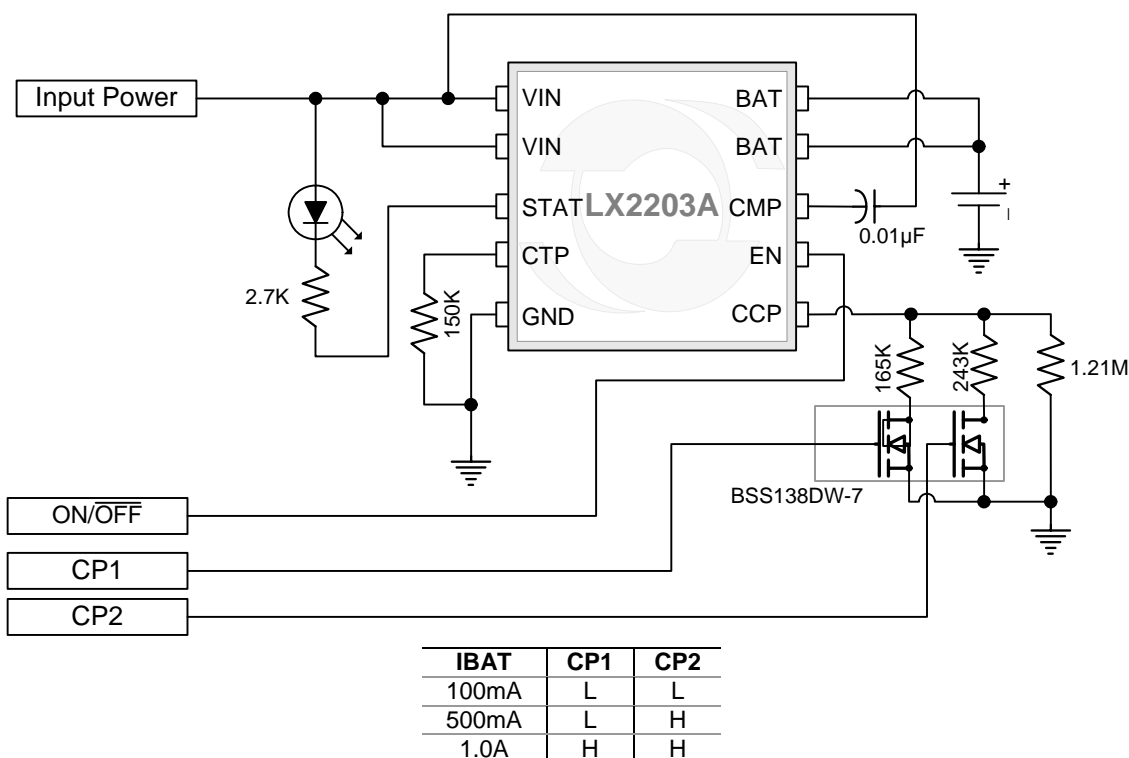 Input Power
VIN
BAT
VIN
BAT
STAT
LX2203A
CMP
0.01µF
+
CTP
EN
2.7K
150K
GND
CCP
165K
243K
1.21M
BSS138DW-7
ON/OFF
CP1
CP2
IBAT CP1 CP2
100mA L L
500mA L H
1.0A H H